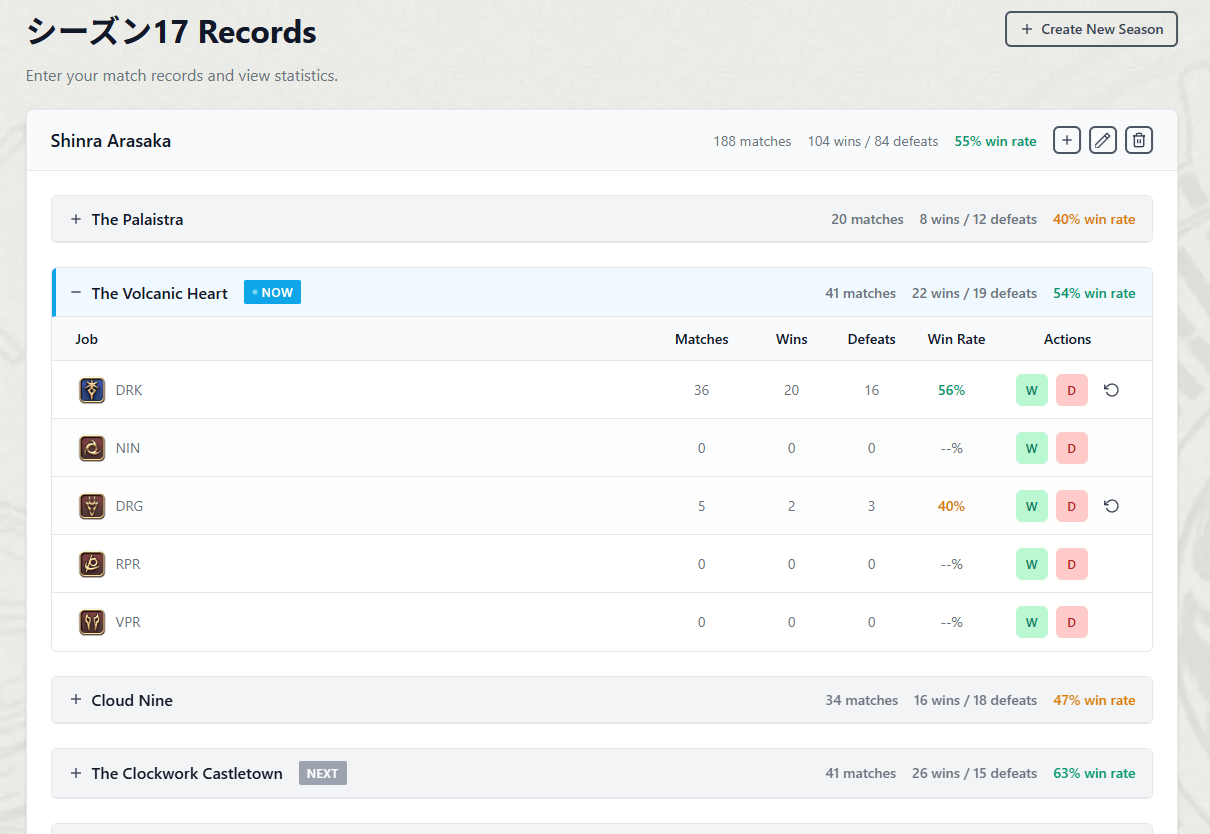 シーズン17 Records
+ Create New Season
Enter your match records and view statistics.
Shinra Arasaka 188 matches 104 wins / 84 defeats 55% win rate
+ The Palaistra 20 matches 8 wins / 12 defeats 40% win rate
− The Volcanic Heart NOW 41 matches 22 wins / 19 defeats 54% win rate
Job Matches Wins Defeats Win Rate Actions
DRK 36 20 16 56% W D
NIN 0 0 0 --% W D
DRG 5 2 3 40% W D
RPR 0 0 0 --% W D
VPR 0 0 0 --% W D
+ Cloud Nine 34 matches 16 wins / 18 defeats 47% win rate
+ The Clockwork Castletown NEXT 41 matches 26 wins / 15 defeats 63% win rate